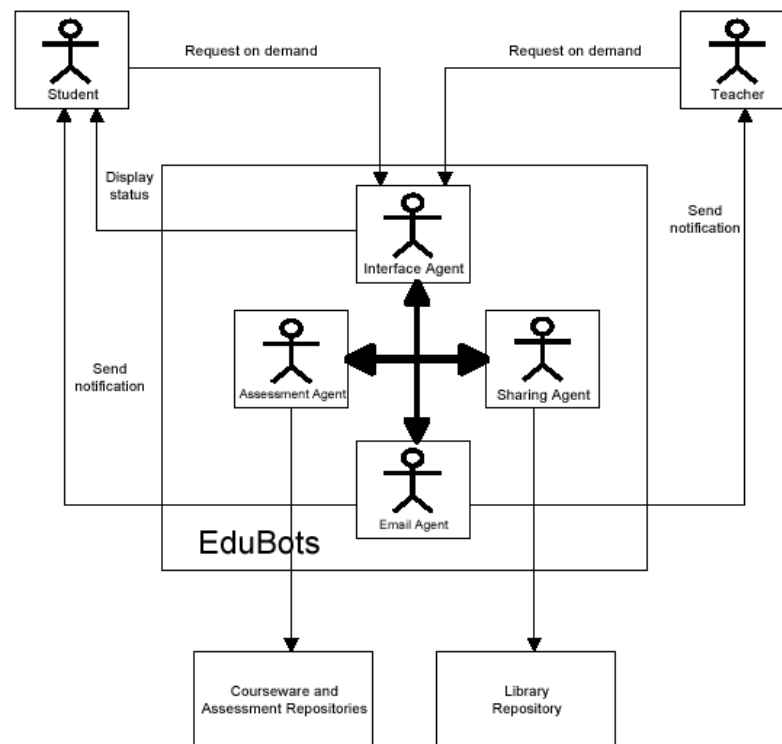 Request on demand
Request on demand
Student
Teacher
Display
status
Send
notification
Interface Agent
Assessment Agent
Sharing Agent
Send
notification
Email Agent
EduBots
Courseware and
Assessment Repositories
Library
Repository